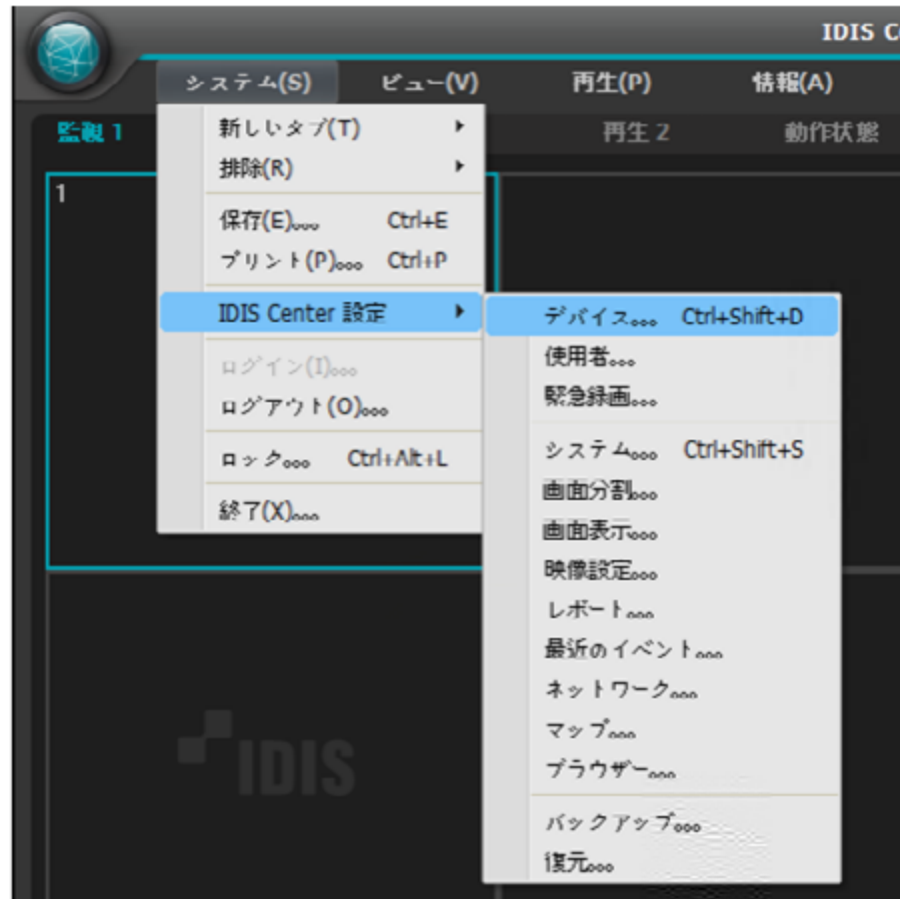 IDIS C
システム(S) ビュー(V) 再生(P) 情報(A)
監視 1 再生 2 動作状態
1
新しいタブ(T)
排除(R)
保存(E)... Ctrl+E
プリント(P)... Ctrl+P
IDIS Center 設定
ログイン(I)...
ログアウト(O)...
ロック... Ctrl+Alt+L
終了(X)...
デバイス... Ctrl+Shift+D
使用者...
緊急録画...
システム... Ctrl+Shift+S
画面分割...
画面表示...
映像設定...
レポート...
最近のイベント...
ネットワーク...
マップ...
ブラウザー...
バックアップ...
復元...
IDIS